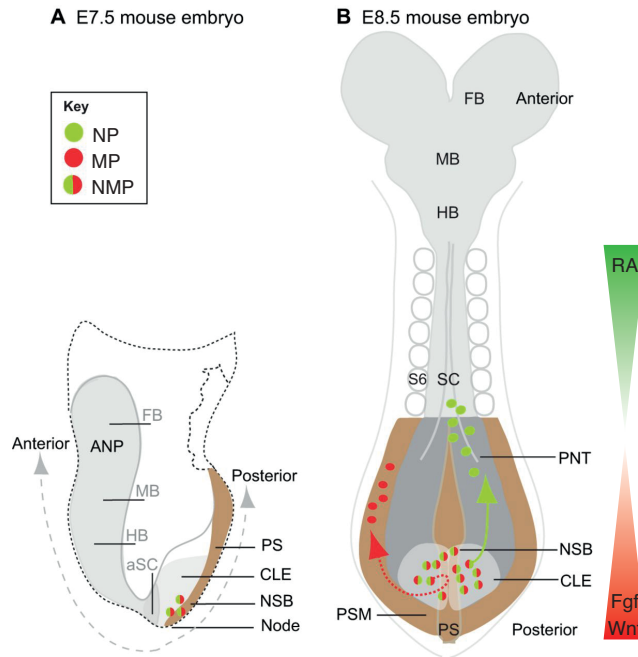 A E7.5 mouse embryo
Key
NP
MP
NMP
FB
Anterior
ANP
MB
Posterior
HB
PS
aSC
CLE
NSB
Node
B E8.5 mouse embryo
FB
Anterior
MB
HB
RA
S6
SC
PNT
NSB
CLE
PSM
PS
Posterior
Fgf
Wnt